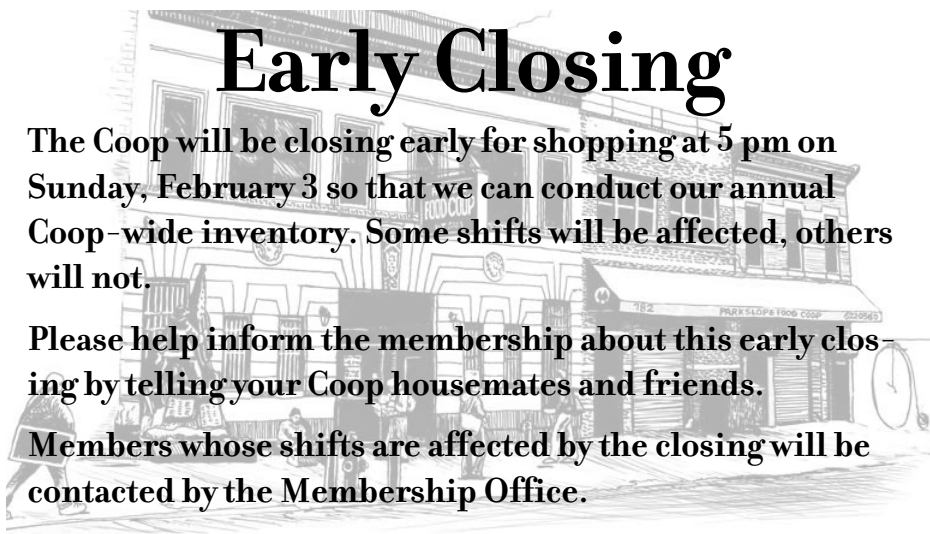 Early Closing
The Coop will be closing early for shopping at 5 pm on
Sunday, February 3 so that we can conduct our annual
Coop-wide inventory. Some shifts will be affected, others
will not.
Please help inform the membership about this early clos-
ing by telling your Coop housemates and friends.
Members whose shifts are affected by the closing will be
contacted by the Membership Office.
FOOD COOP
782 PARK SLOPE FOOD COOP 6220560